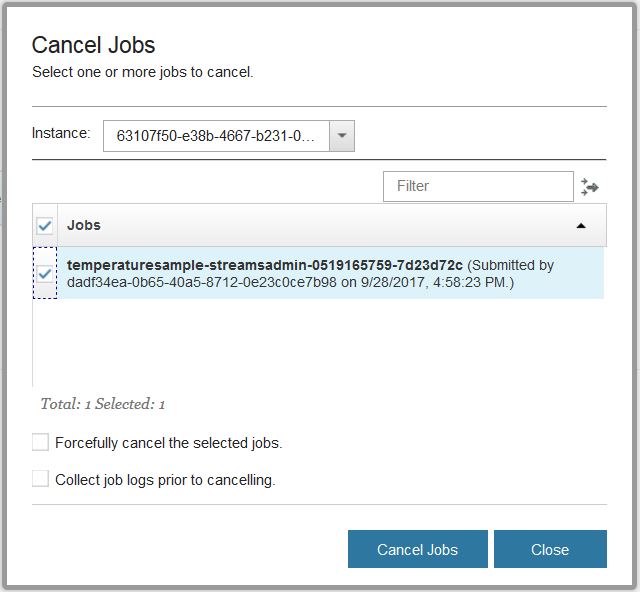 Cancel Jobs
Select one or more jobs to cancel.
Instance: 63107f50-e38b-4667-b231-0...
Filter
Jobs
temperaturesample-streamsadmin-0519165759-7d23d72c (Submitted by
dadf34ea-0b65-40a5-8712-0e23c0ce7b98 on 9/28/2017, 4:58:23 PM.)
Total: 1 Selected: 1
Forcefully cancel the selected jobs.
Collect job logs prior to cancelling.
Cancel Jobs Close